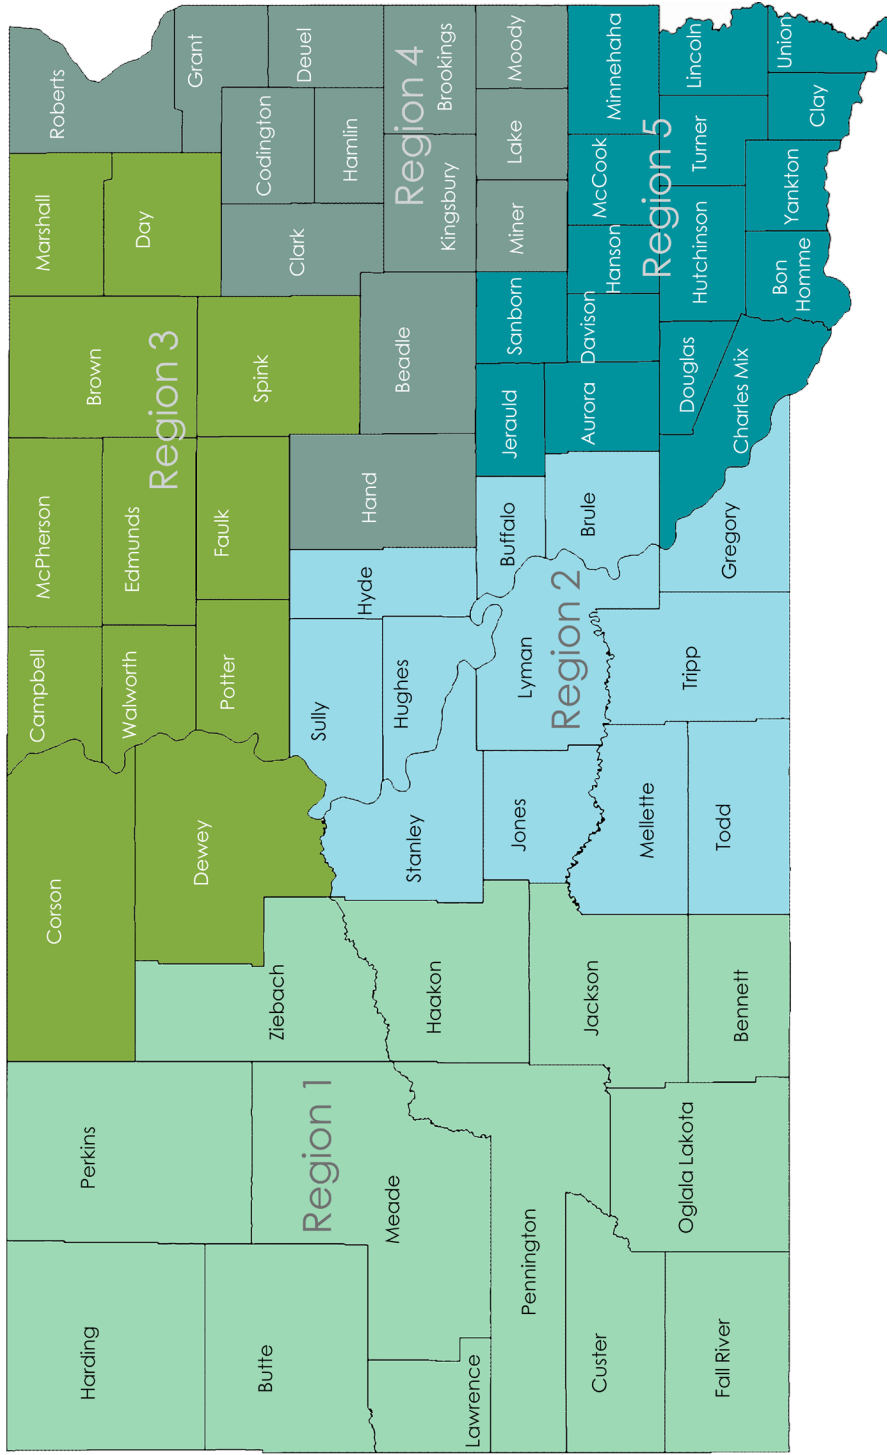 Harding
Perkins
Corson
Campbell
McPherson
Brown
Marshall
Roberts
Butte
Ziebach
Dewey
Walworth
Edmunds
Day
Grant
Region 3
Potter
Faulk
Spink
Codington
Deuel
Clark
Hamlin
Region 1
Meade
Sully
Hyde
Hand
Beadle
Region 4
Kingsbury
Brookings
Haakon
Stanley
Hughes
Lawrence
Pennington
Jones
Lyman
Buffalo
Jerauld
Sanborn
Miner
Lake
Moody
Region 2
Brule
Aurora
Davison
Hanson
McCook
Minnehaha
Region 5
Custer
Jackson
Mellette
Tripp
Gregory
Charles Mix
Douglas
Hutchinson
Turner
Lincoln
Fall River
Oglala Lakota
Bennett
Todd
Bon
Homme
Yankton
Clay
Union